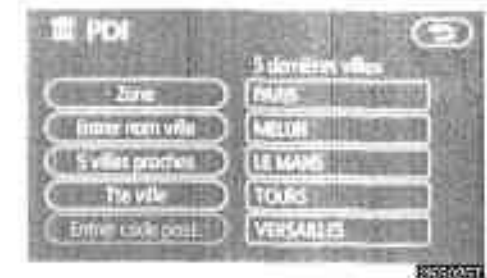 PDI
5 dernières villes
Zone
PARIS
Entrer nom ville
MELUN
5 villes proches
LE MANS
Tte ville
TOURS
Entrer code post.
VERSAILLES